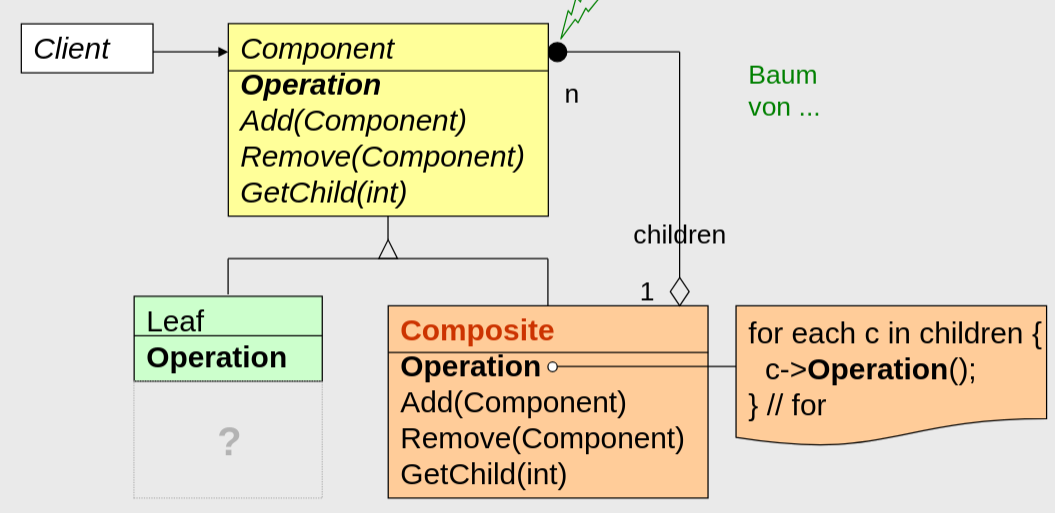 Client
Component
Operation
Add(Component)
Remove(Component)
GetChild(int)
n
Baum
von ...
children
1
Leaf
Operation
?
Composite
Operation
Add(Component)
Remove(Component)
GetChild(int)
for each c in children {
c->Operation();
} // for